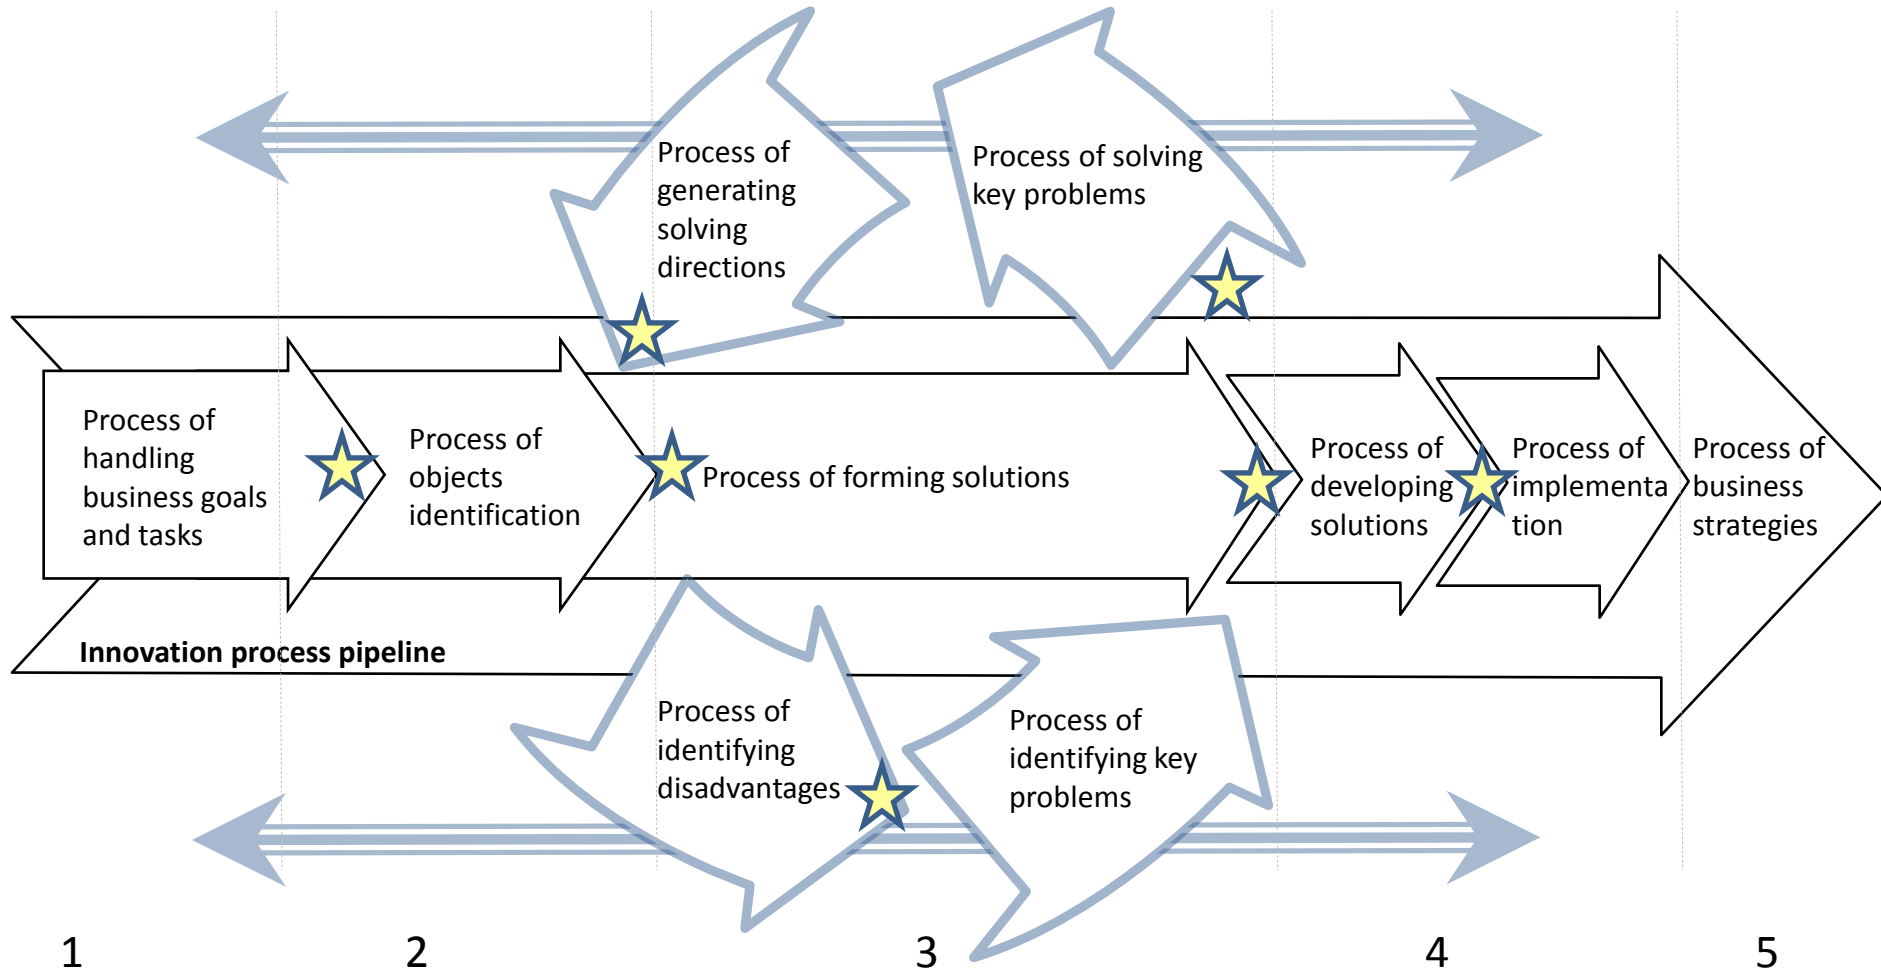 Process of
generating
solving
directions
Process of solving
key problems
Process of
handling
business goals
and tasks
Process of
objects
identification
Process of forming solutions
Process of
developing
solutions
Process of
implementa
tion
Process of
business
strategies
Innovation process pipeline
Process of
identifying
disadvantages
Process of
identifying key
problems
1
2
3
4
5